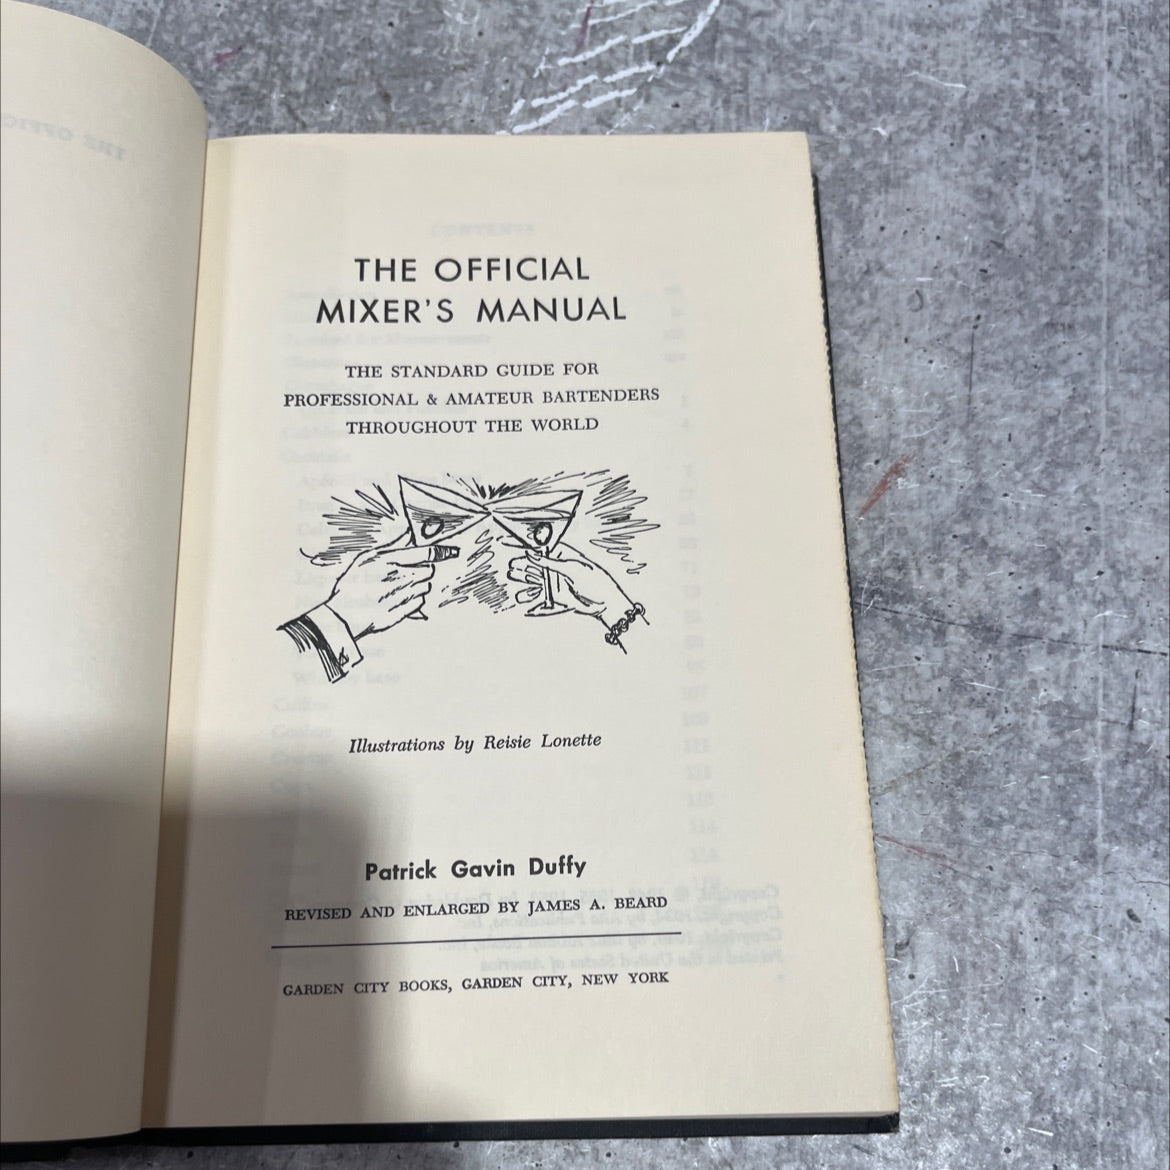 THE OFFICIAL
MIXER'S MANUAL
THE STANDARD GUIDE FOR
PROFESSIONAL & AMATEUR BARTENDERS
THROUGHOUT THE WORLD
Illustrations by Reisie Lonette
Patrick Gavin Duffy
REVISED AND ENLARGED BY JAMES A. BEARD
GARDEN CITY BOOKS, GARDEN CITY, NEW YORK